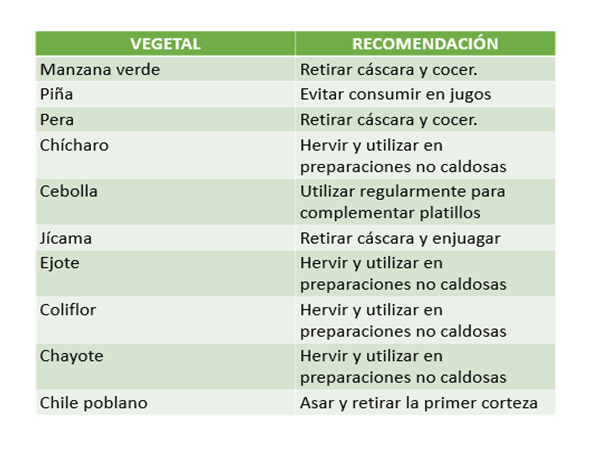 VEGETAL RECOMENDACIÓN
Manzana verde Retirar cáscara y cocer.
Piña Evitar consumir en jugos
Pera Retirar cáscara y cocer.
Chícharo Hervir y utilizar en
preparaciones no caldosas
Cebolla Utilizar regularmente para
complementar platillos
Jícama Retirar cáscara y enjuagar
Ejote Hervir y utilizar en
preparaciones no caldosas
Coliflor Hervir y utilizar en
preparaciones no caldosas
Chayote Hervir y utilizar en
preparaciones no caldosas
Chile poblano Asar y retirar la primer corteza